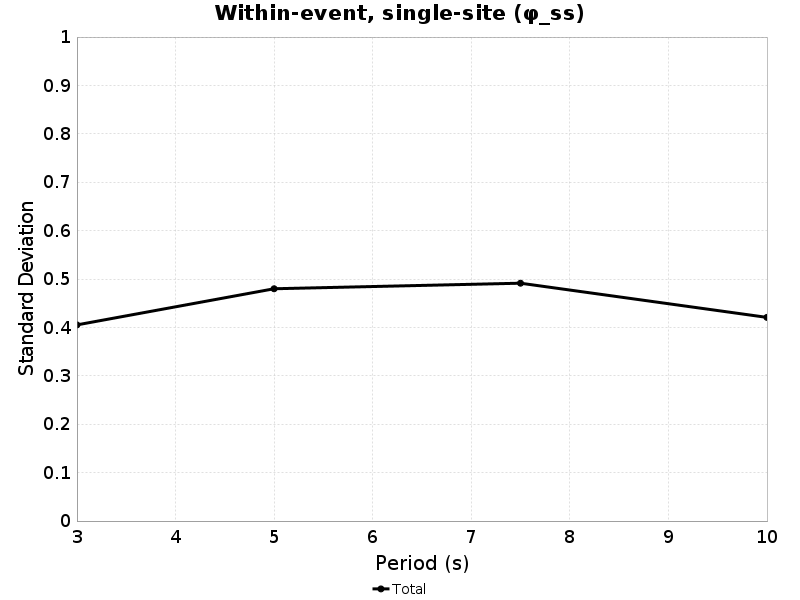 Within-event, single-site (φ_ss)
1
0.9
0.8
0.7
0.6
0.5
0.4
0.3
0.2
0.1
0
Standard Deviation
3 4 5 6 7 8 9 10
Period (s)
Total